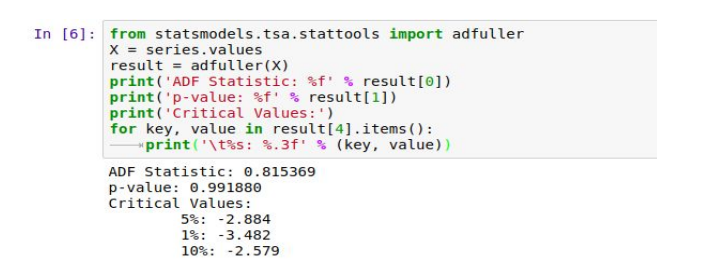 In [6]: from statsmodels.tsa.stattools import adfuller
X = series.values
result = adfuller(X)
print('ADF Statistic: %f' % result[0])
print('p-value: %f' % result[1])
print('Critical Values:')
for key, value in result[4].items():
    print('\t%s: %.3f' % (key, value))
ADF Statistic: 0.815369
p-value: 0.991880
Critical Values:
        5%: -2.884
        1%: -3.482
        10%: -2.579